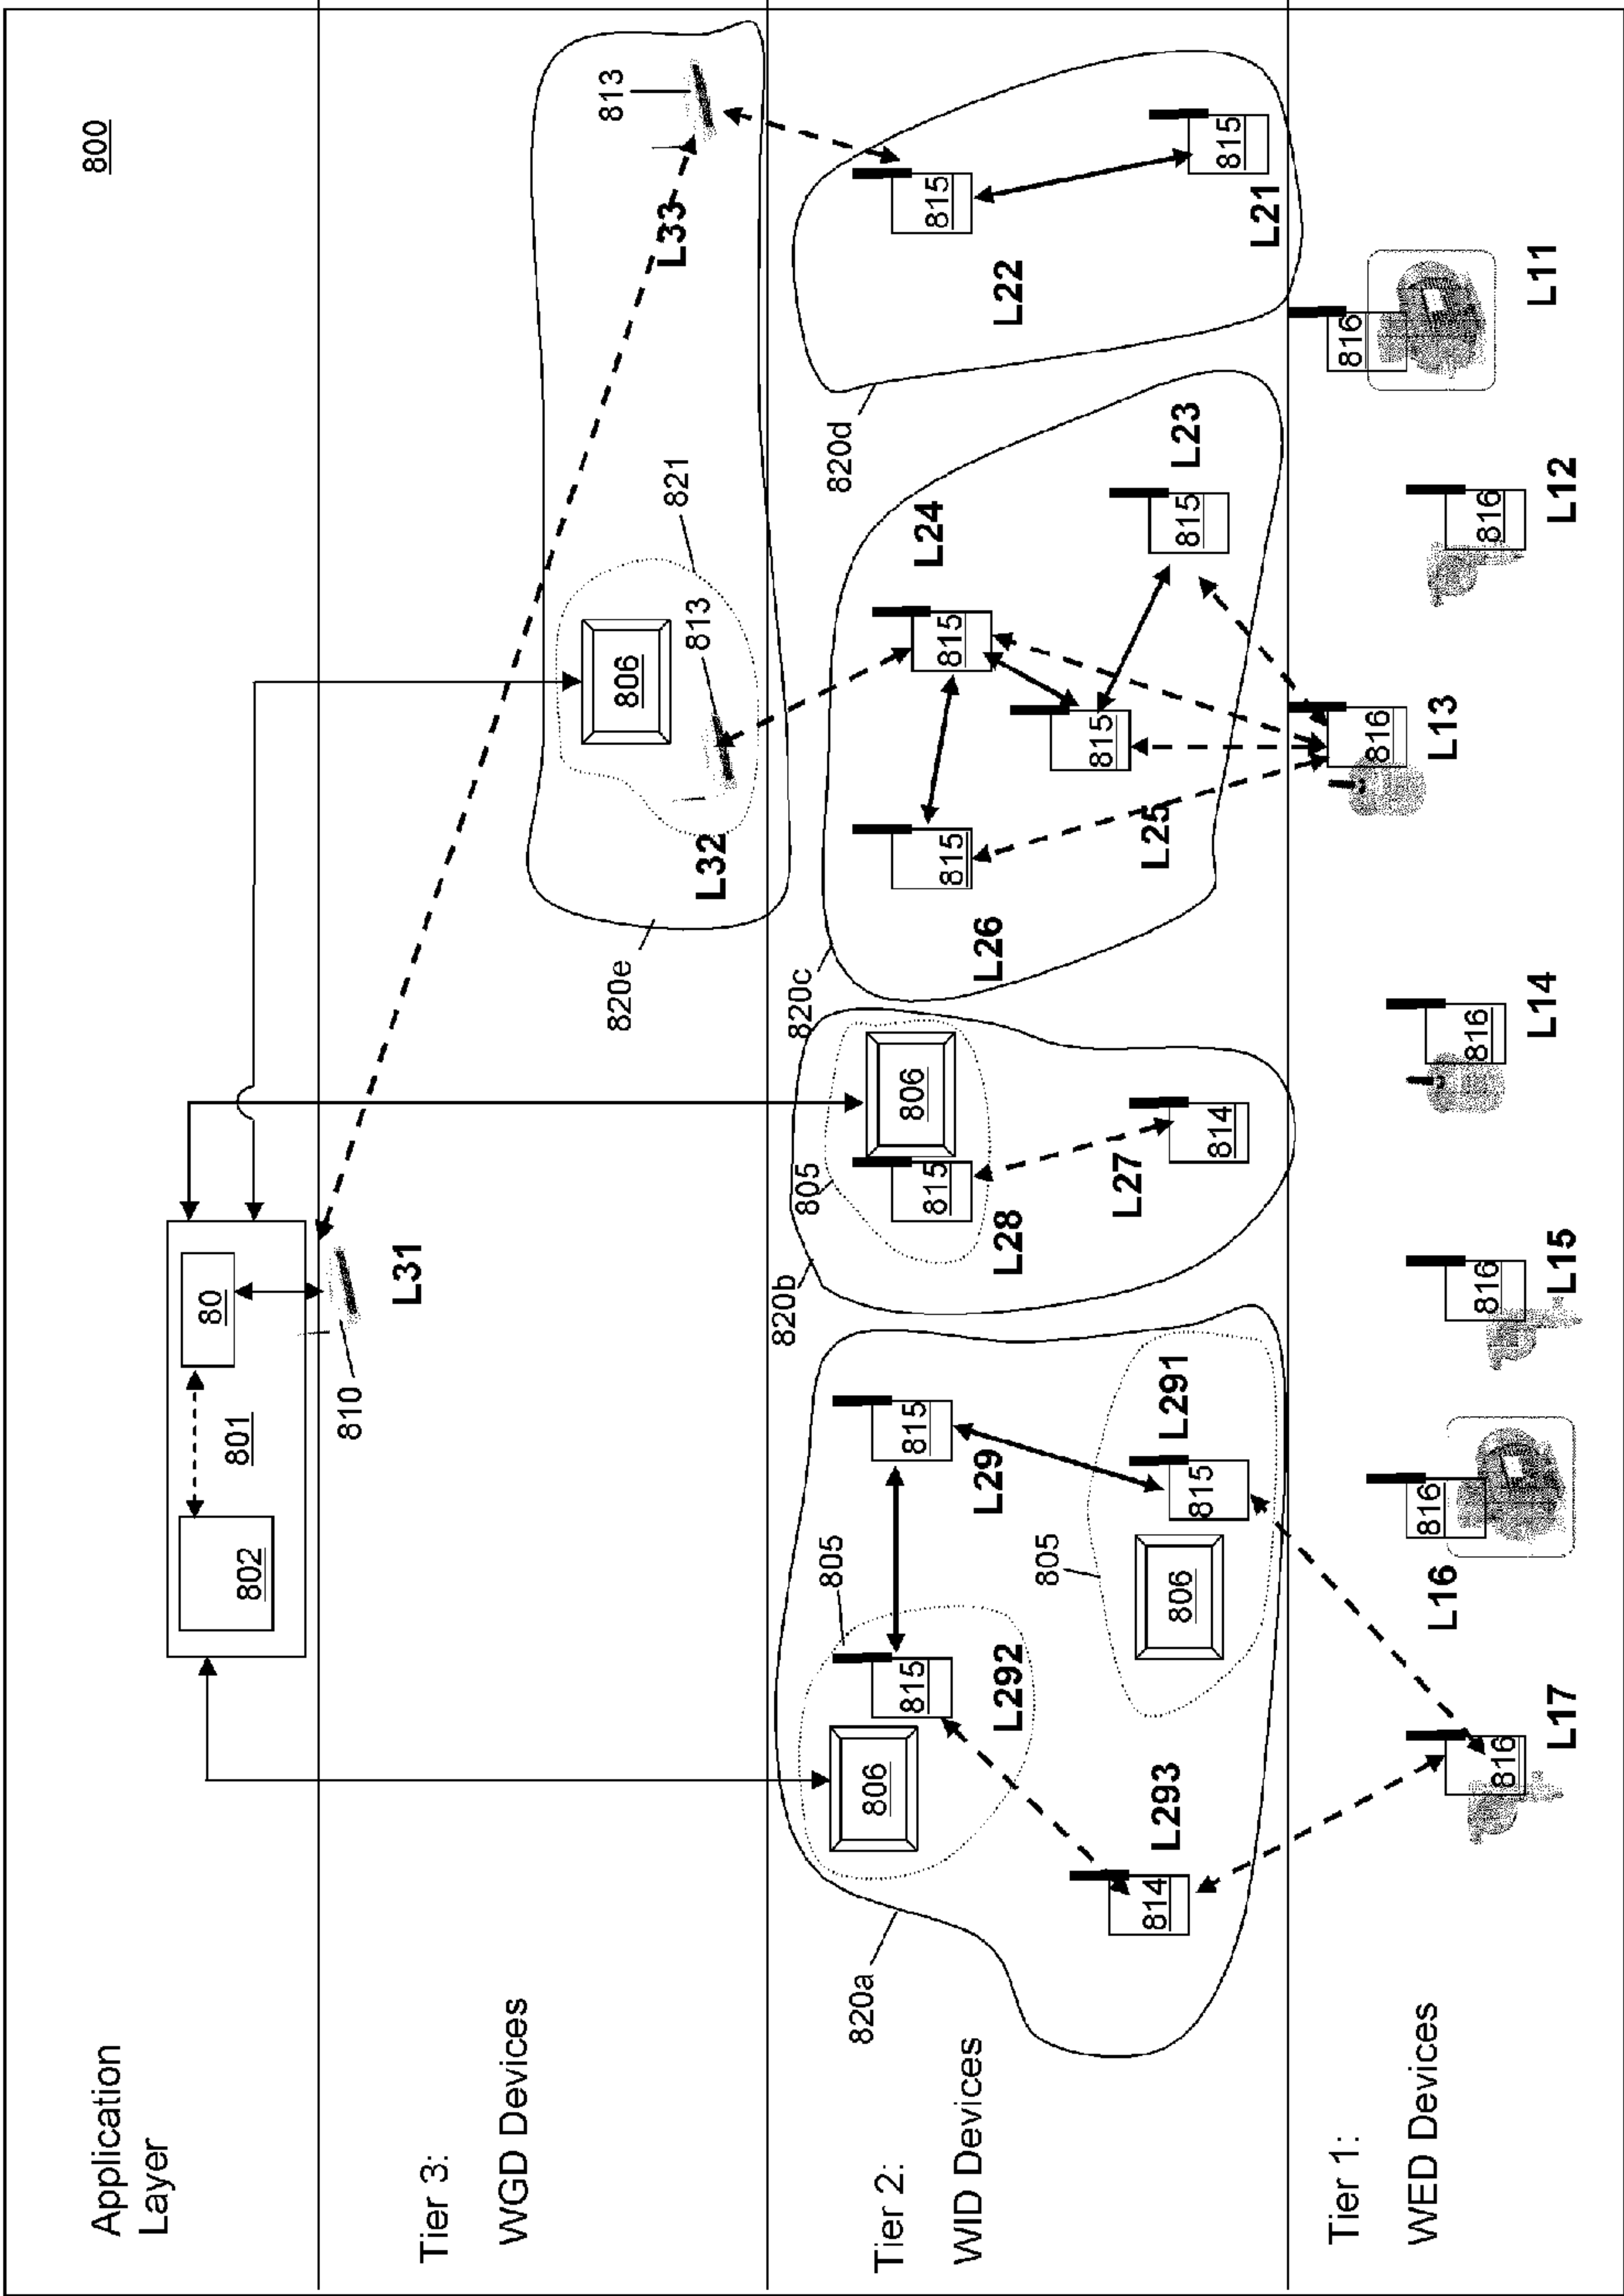 800
Application
Layer
802
801
80
Tier 3:
WGD Devices
810
L31
820e
806
821
813
L32
813
L33
Tier 2:
WID Devices
820a
806
805
815
L292
815
L29
814
L293
805
806
815
L291
820b
805
815
806
L28
814
L27
820c
815
L26
815
L24
815
L25
815
L23
820d
815
L22
815
L21
Tier 1:
WED Devices
816
L17
816
L16
816
L15
816
L14
816
L13
816
L12
816
L11